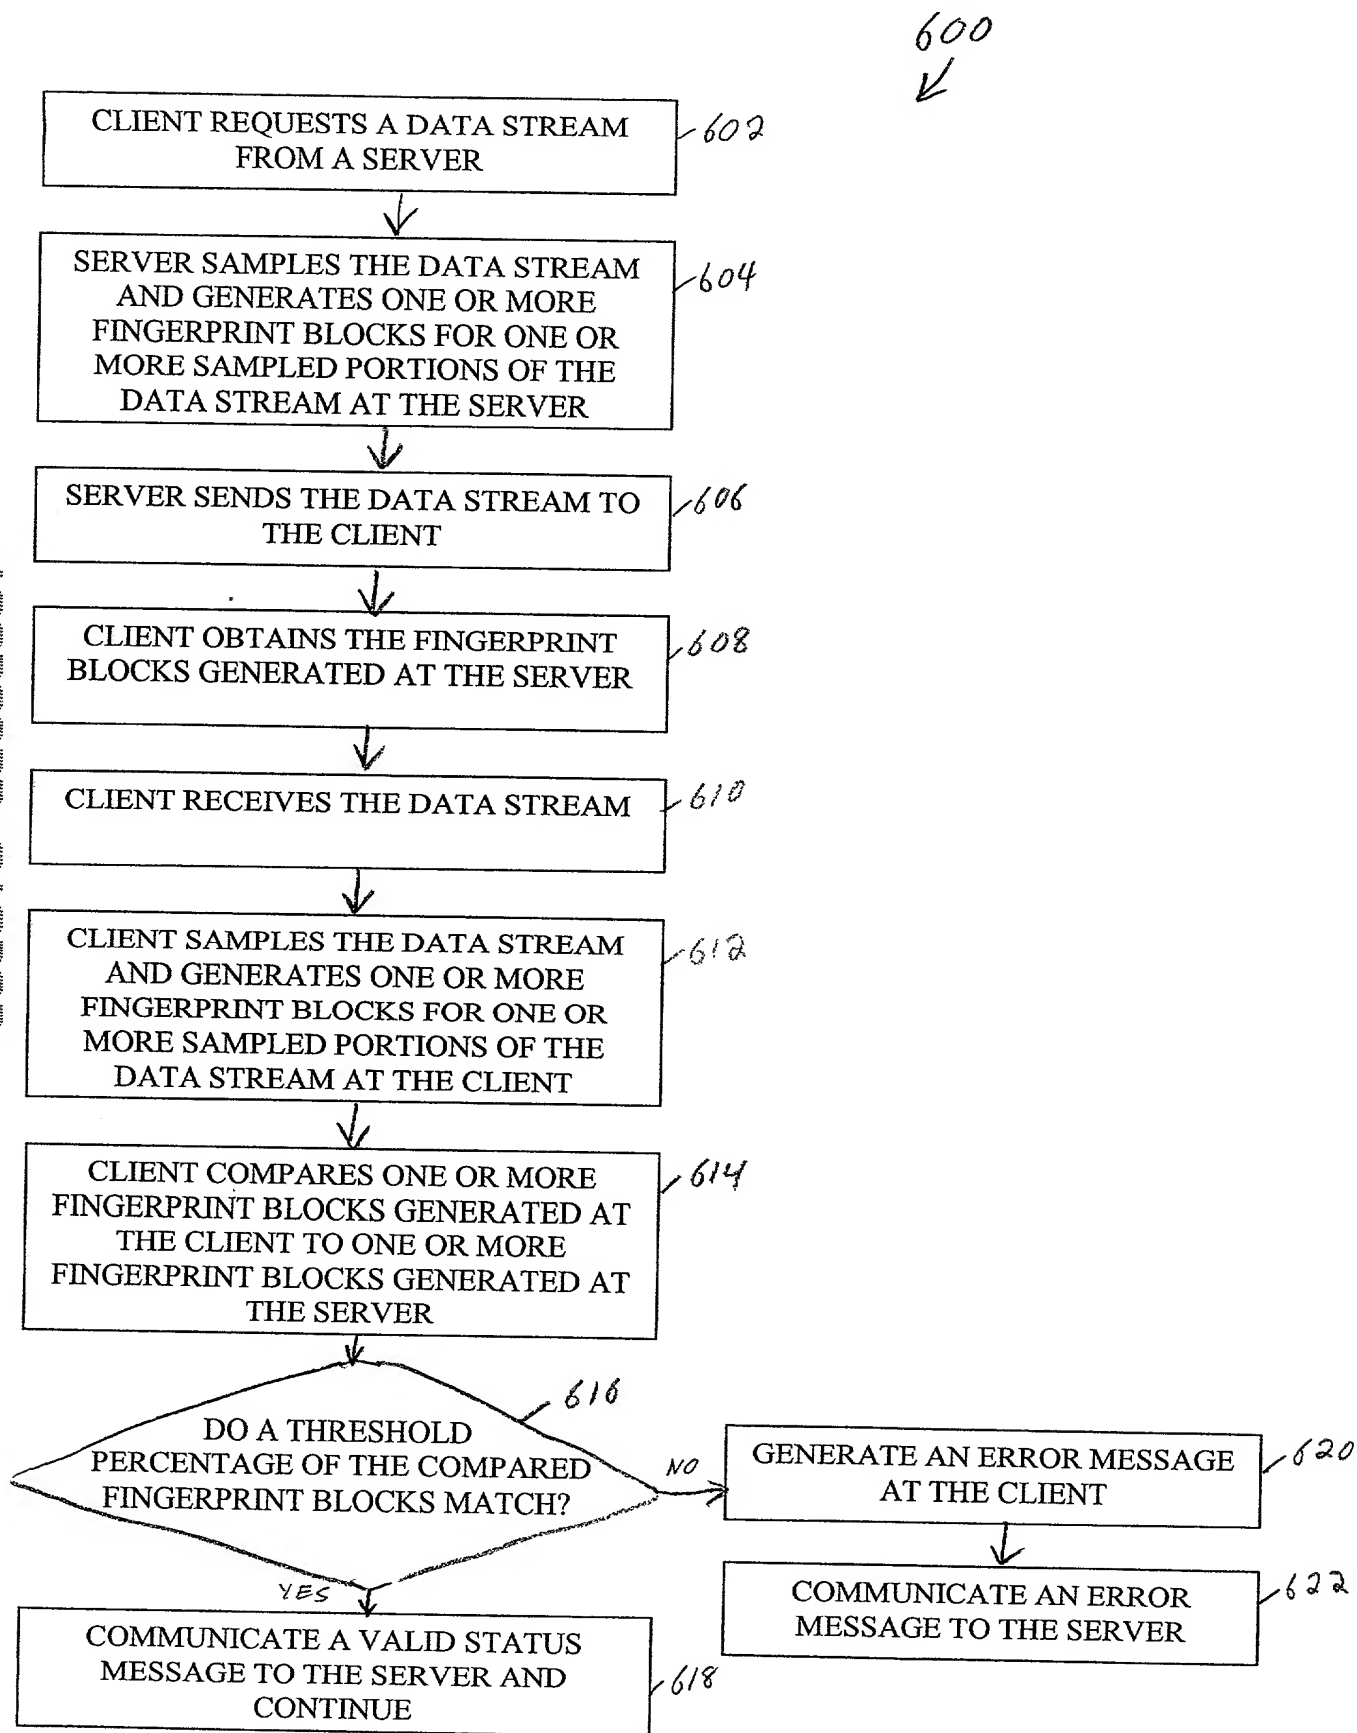 600
CLIENT REQUESTS A DATA STREAM
FROM A SERVER
602
SERVER SAMPLES THE DATA STREAM
AND GENERATES ONE OR MORE
FINGERPRINT BLOCKS FOR ONE OR
MORE SAMPLED PORTIONS OF THE
DATA STREAM AT THE SERVER
604
SERVER SENDS THE DATA STREAM TO
THE CLIENT
606
CLIENT OBTAINS THE FINGERPRINT
BLOCKS GENERATED AT THE SERVER
608
CLIENT RECEIVES THE DATA STREAM
610
CLIENT SAMPLES THE DATA STREAM
AND GENERATES ONE OR MORE
FINGERPRINT BLOCKS FOR ONE OR
MORE SAMPLED PORTIONS OF THE
DATA STREAM AT THE CLIENT
612
CLIENT COMPARES ONE OR MORE
FINGERPRINT BLOCKS GENERATED AT
THE CLIENT TO ONE OR MORE
FINGERPRINT BLOCKS GENERATED AT
THE SERVER
614
DO A THRESHOLD
PERCENTAGE OF THE COMPARED
FINGERPRINT BLOCKS MATCH?
616
NO
GENERATE AN ERROR MESSAGE
AT THE CLIENT
620
COMMUNICATE AN ERROR
MESSAGE TO THE SERVER
622
YES
COMMUNICATE A VALID STATUS
MESSAGE TO THE SERVER AND
CONTINUE
618